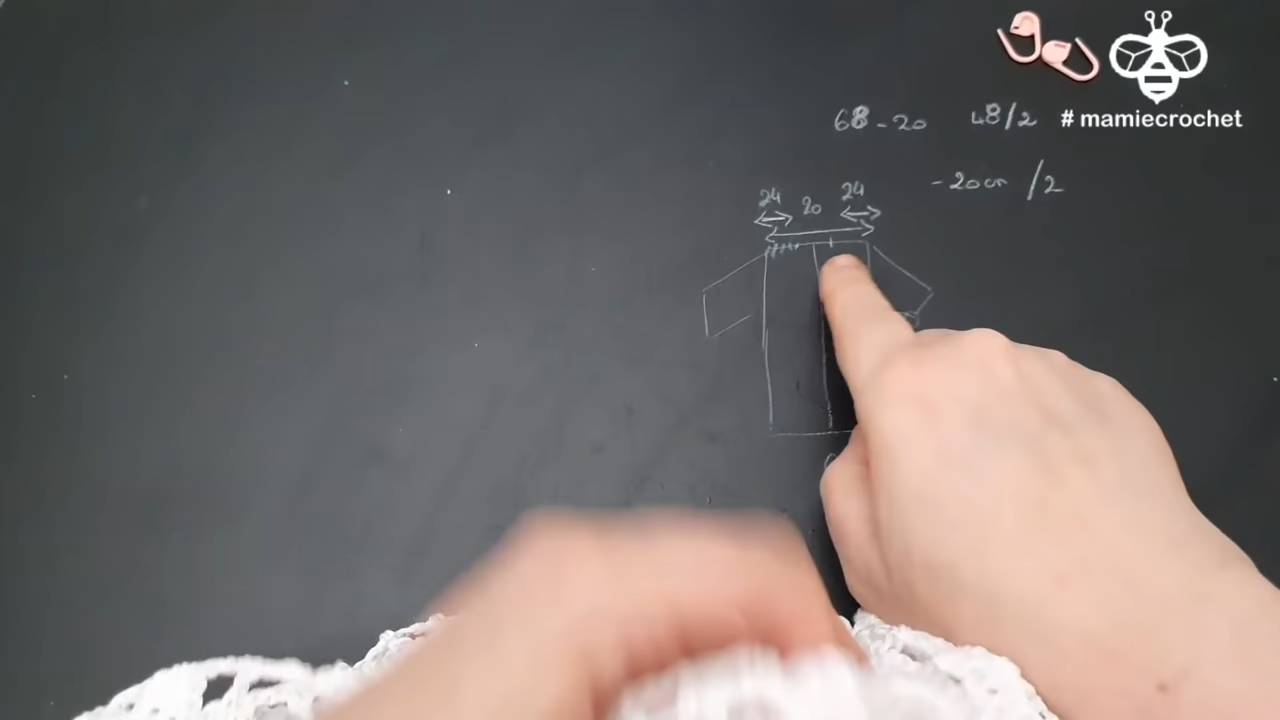 68-20 48/2
# mamiecrochet
-20cm /2
24 20 24